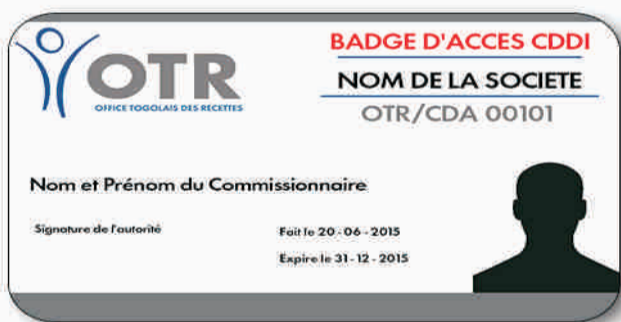 OTR
OFFICE TOGOLAIS DES RECETTES
BADGE D'ACCES CDDI
NOM DE LA SOCIETE
OTR/CDA 00101
Nom et Prénom du Commissionnaire
Signature de l'autorité
Fait le 20 - 06 - 2015
Expire le 31 - 12 - 2015